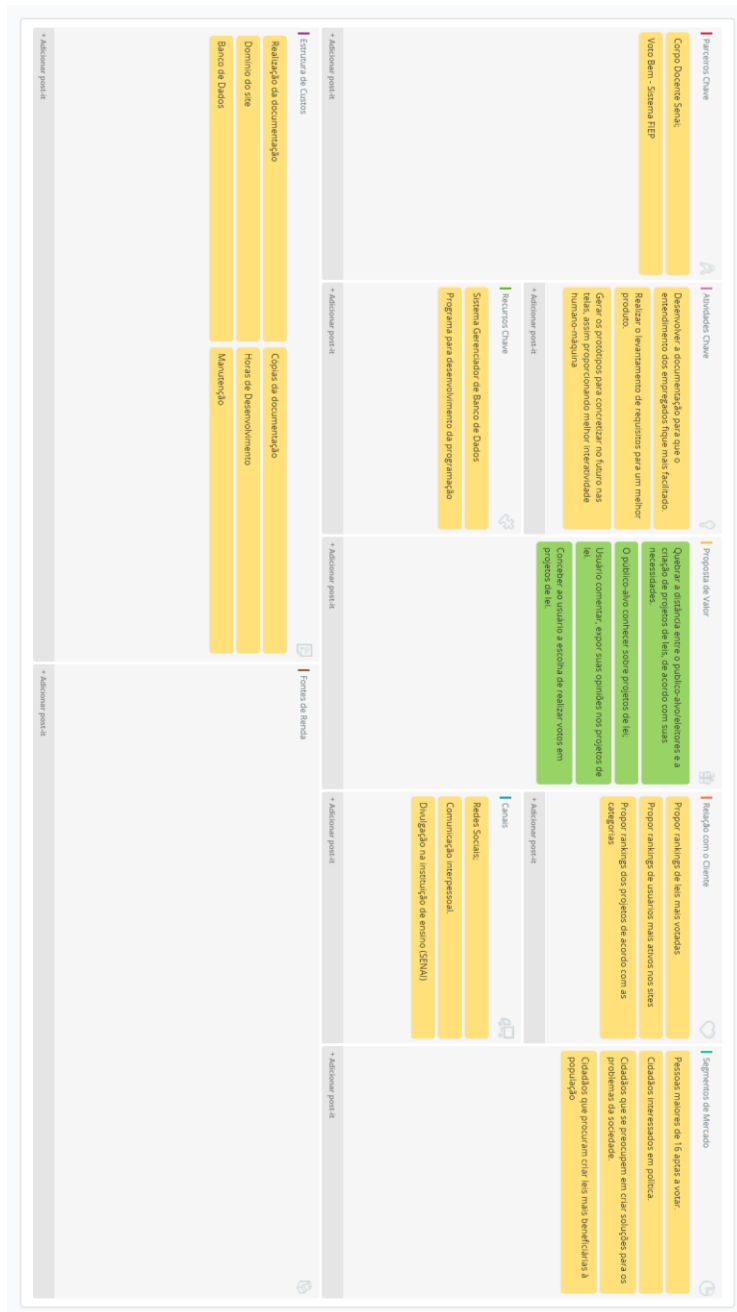 Parceiros Chave
Corpo Docente Senai;
Voto Bem - Sistema FIEP
+ Adicionar post-it
Atividades Chave
Desenvolver a documentação para que o
entendimento dos empregados fique mais facilitado.
Realizar o levantamento de requisitos para um melhor
produto.
Gerar os protótipos para concretizar no futuro nas
telas, assim proporcionando melhor interatividade
humano-máquina
+ Adicionar post-it
Recursos Chave
Sistema Gerenciador de Banco de Dados
Programa para desenvolvimento da programação
+ Adicionar post-it
Proposta de Valor
Quebrar a distância entre o publico-alvo/eleitores e a
criação de projetos de leis, de acordo com suas
necessidades.
O publico-alvo conhecer sobre projetos de lei;
Usuário comentar, expor suas opiniões nos projetos de
lei.
Conceber ao usuário a escolha de realizar votos em
projetos de lei.
+ Adicionar post-it
Relação com o Cliente
Propor rankings de leis mais votadas
Propor rankings de usuários mais ativos nos sites
Propor rankings dos projetos de acordo com as
categorias
+ Adicionar post-it
Canais
Redes Sociais;
Comunicação interpessoal.
Divulgação na instituição de ensino (SENAI)
+ Adicionar post-it
Segmentos de Mercado
Pessoas maiores de 16 aptas a votar.
Cidadãos interessados em política.
Cidadãos que se preocupem em criar soluções para os
problemas da sociedade.
Cidadãos que procuram criar leis mais beneficiárias à
população
+ Adicionar post-it
Estrutura de Custos
Realização da documentação
Domínio do site
Banco de Dados
Cópias da documentação
Horas de Desenvolvimento
Manutenção
+ Adicionar post-it
Fontes de Renda
+ Adicionar post-it